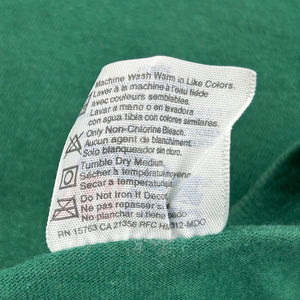 Machine Wash Warm in Like Colors.
Laver à la machine à l'eau tiède
avec couleurs semblables.
Lavar a mano o en lavadora
con agua tibia con colores similares.
Only Non-Chlorine Bleach.
Aucun agent de blanchiment.
Solo blanqueador sin cloro.
Tumble Dry Medium.
Sécher à température moyenne
Secar a temperatura
Do Not Iron If Decor
Ne pas repasser s'i
No planchar si
RN 15763 CA 21356 RFC MDO